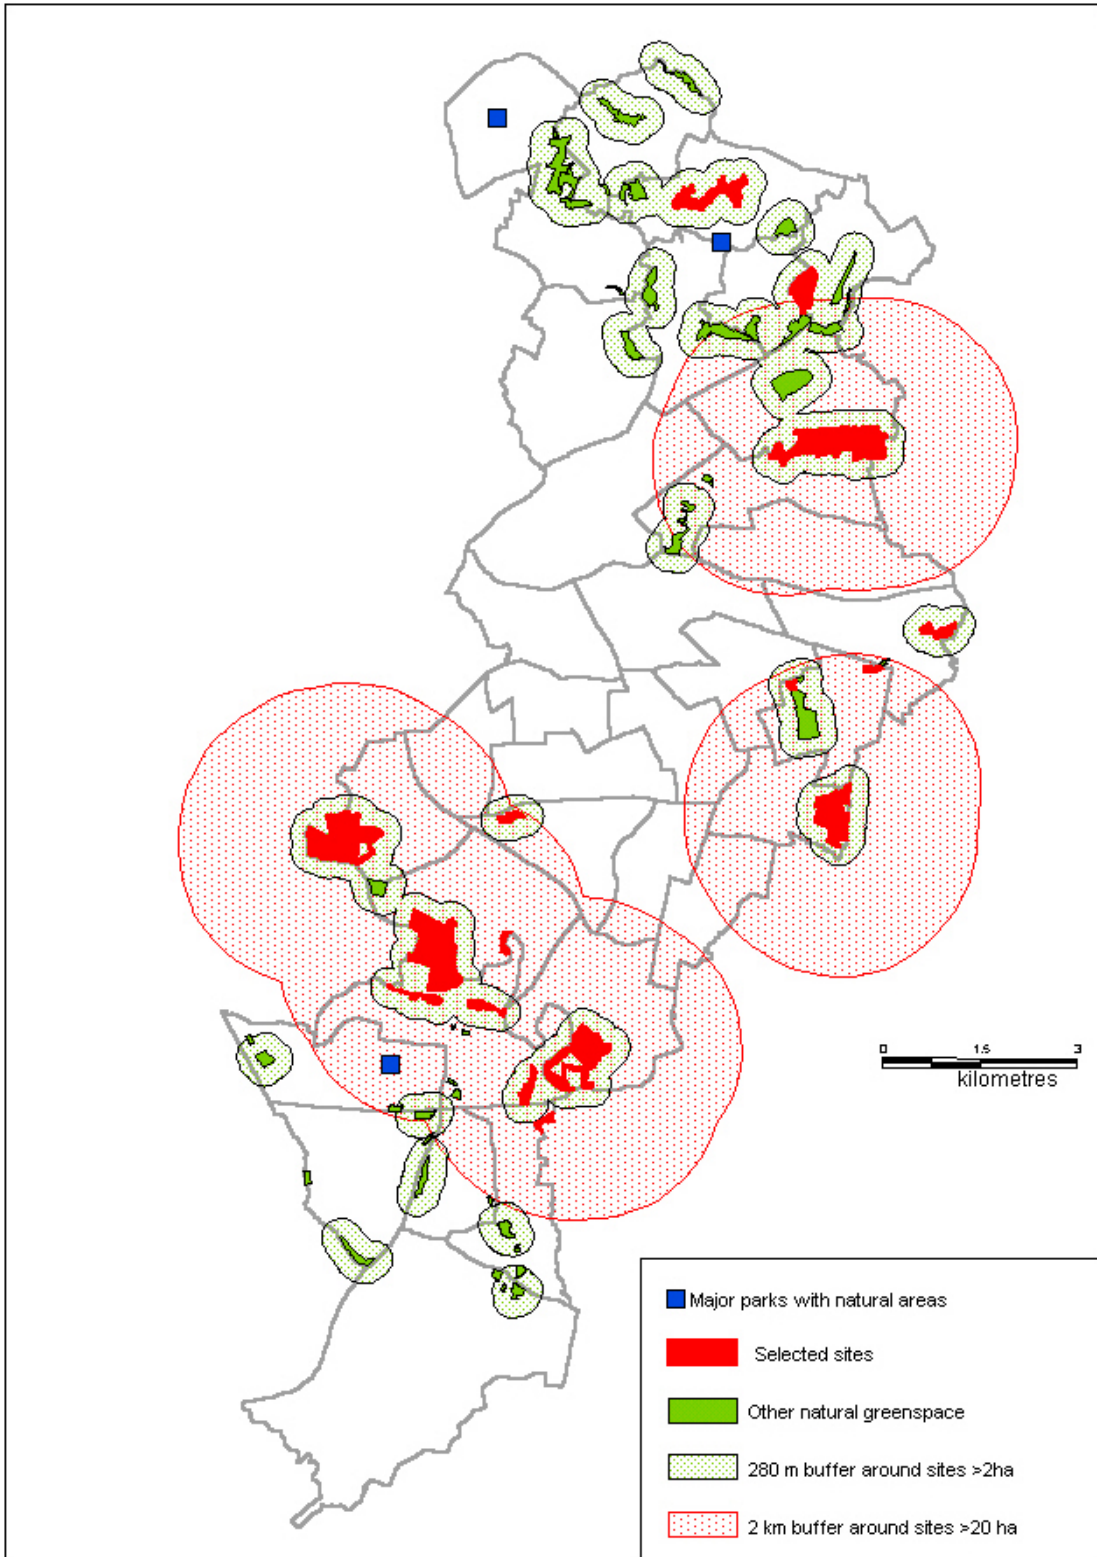 0 1.5 3
kilometres
Major parks with natural areas
Selected sites
Other natural greenspace
280 m buffer around sites >2ha
2 km buffer around sites >20 ha